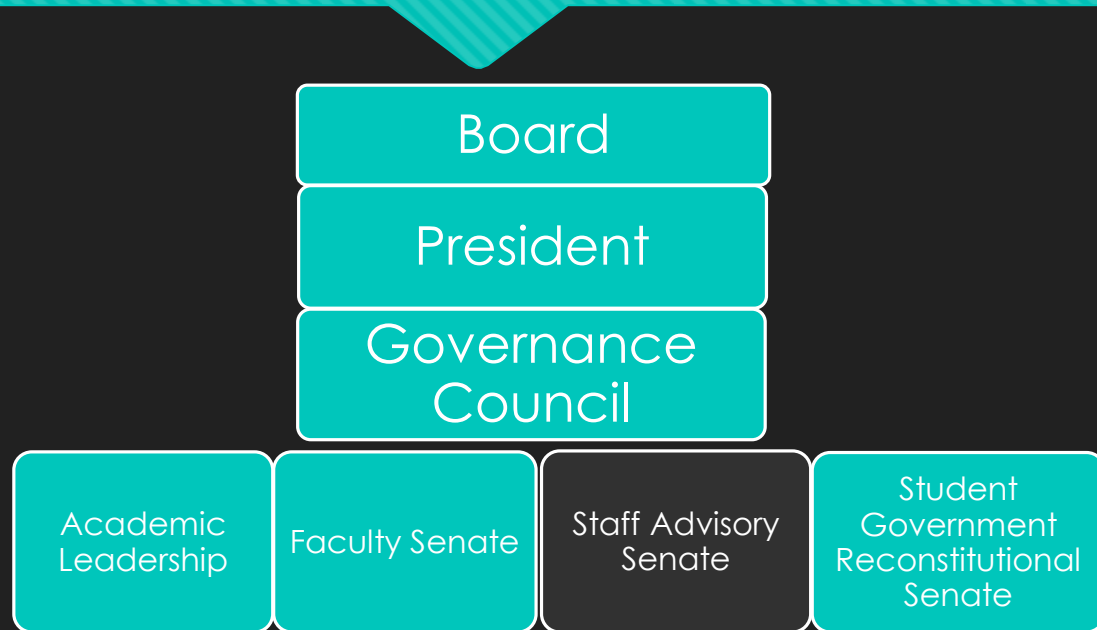 Board
President
Governance
Council
Academic
Leadership
Faculty Senate
Staff Advisory
Senate
Student
Government
Reconstitutional
Senate